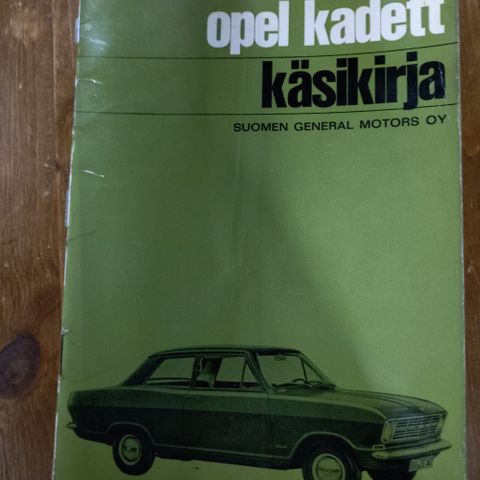 opel kadett
käsikirja
SUOMEN GENERAL MOTORS OY